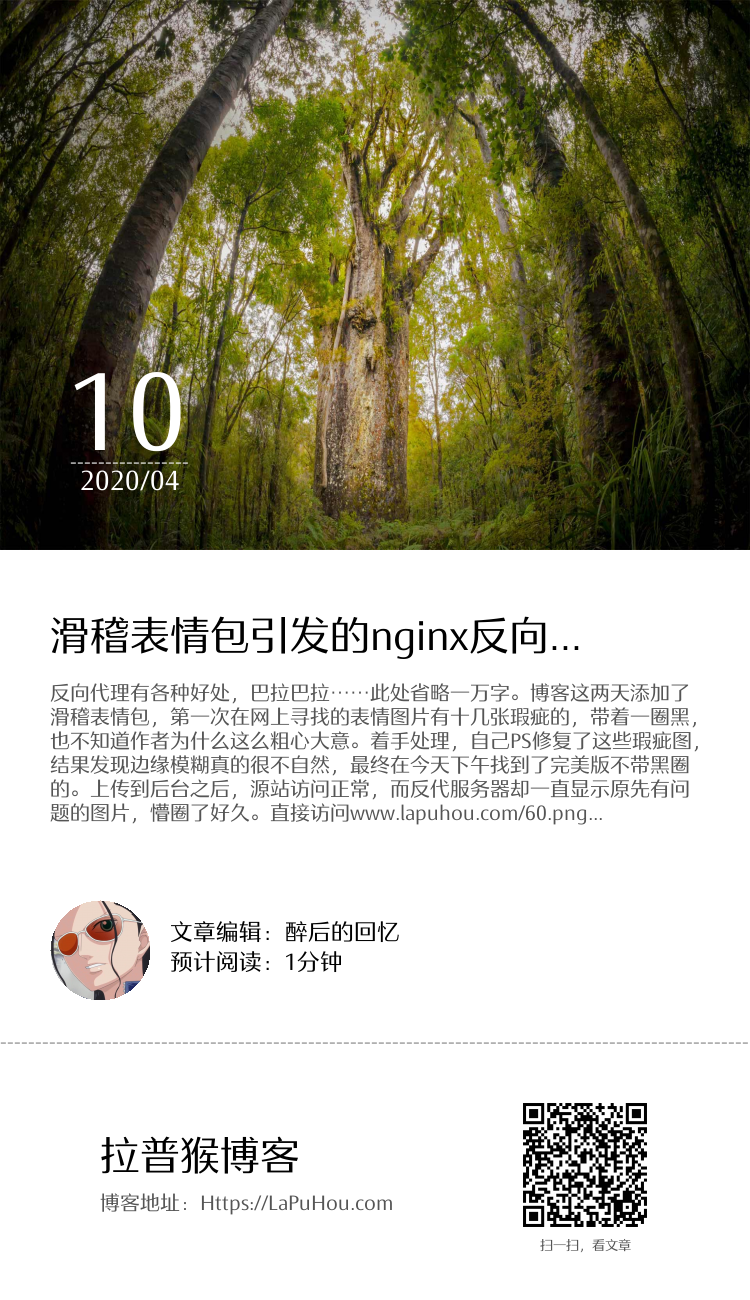 10
2020/04
滑稽表情包引发的nginx反向...
反向代理有各种好处，巴拉巴拉……此处省略一万字。博客这两天添加了
滑稽表情包，第一次在网上寻找的表情图片有十几张瑕疵的，带着一圈黑，
也不知道作者为什么这么粗心大意。着手处理，自己PS修复了这些瑕疵图，
结果发现边缘模糊真的很不自然，最终在今天下午找到了完美版不带黑圈
的。上传到后台之后，源站访问正常，而反代服务器却一直显示原先有问
题的图片，懵圈了好久。直接访问www.lapuhou.com/60.png...
文章编辑：醉后的回忆
预计阅读：1分钟
拉普猴博客
博客地址：Https://LaPuHou.com
扫一扫，看文章